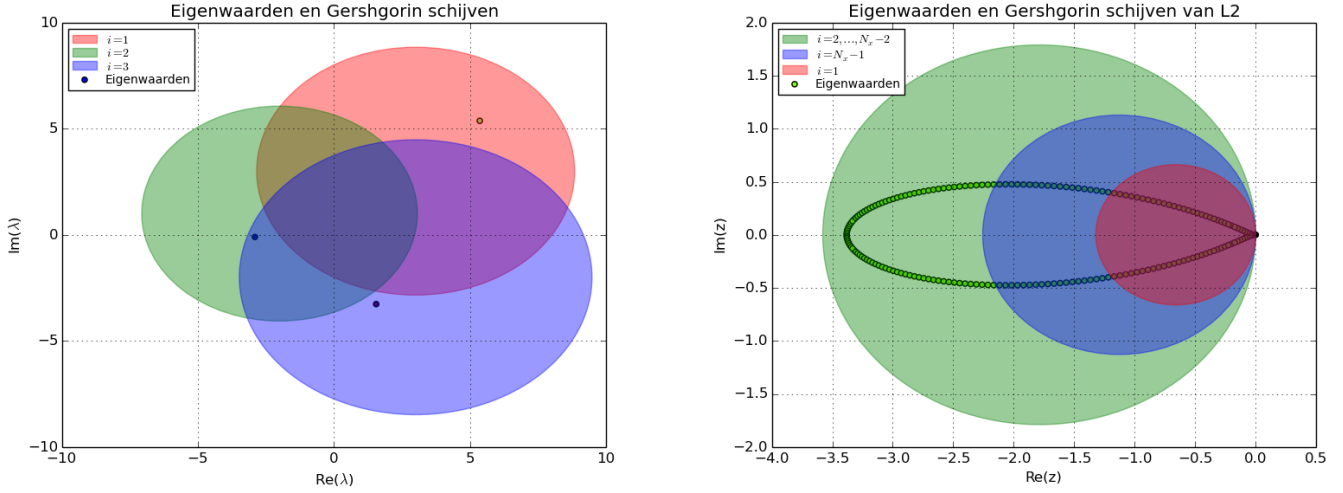 Eigenwaarden en Gershgorin schijven
i=1
i=2
i=3
Eigenwaarden
10
5
0
−5
−10
−10
−5
0
5
10
Im(λ)
Re(λ)
Eigenwaarden en Gershgorin schijven van L2
i=2,...,Nₓ−2
i=Nₓ−1
i=1
Eigenwaarden
2.0
1.5
1.0
0.5
0.0
−0.5
−1.0
−1.5
−2.0
−4.0
−3.5
−3.0
−2.5
−2.0
−1.5
−1.0
−0.5
0.0
0.5
Im(z)
Re(z)